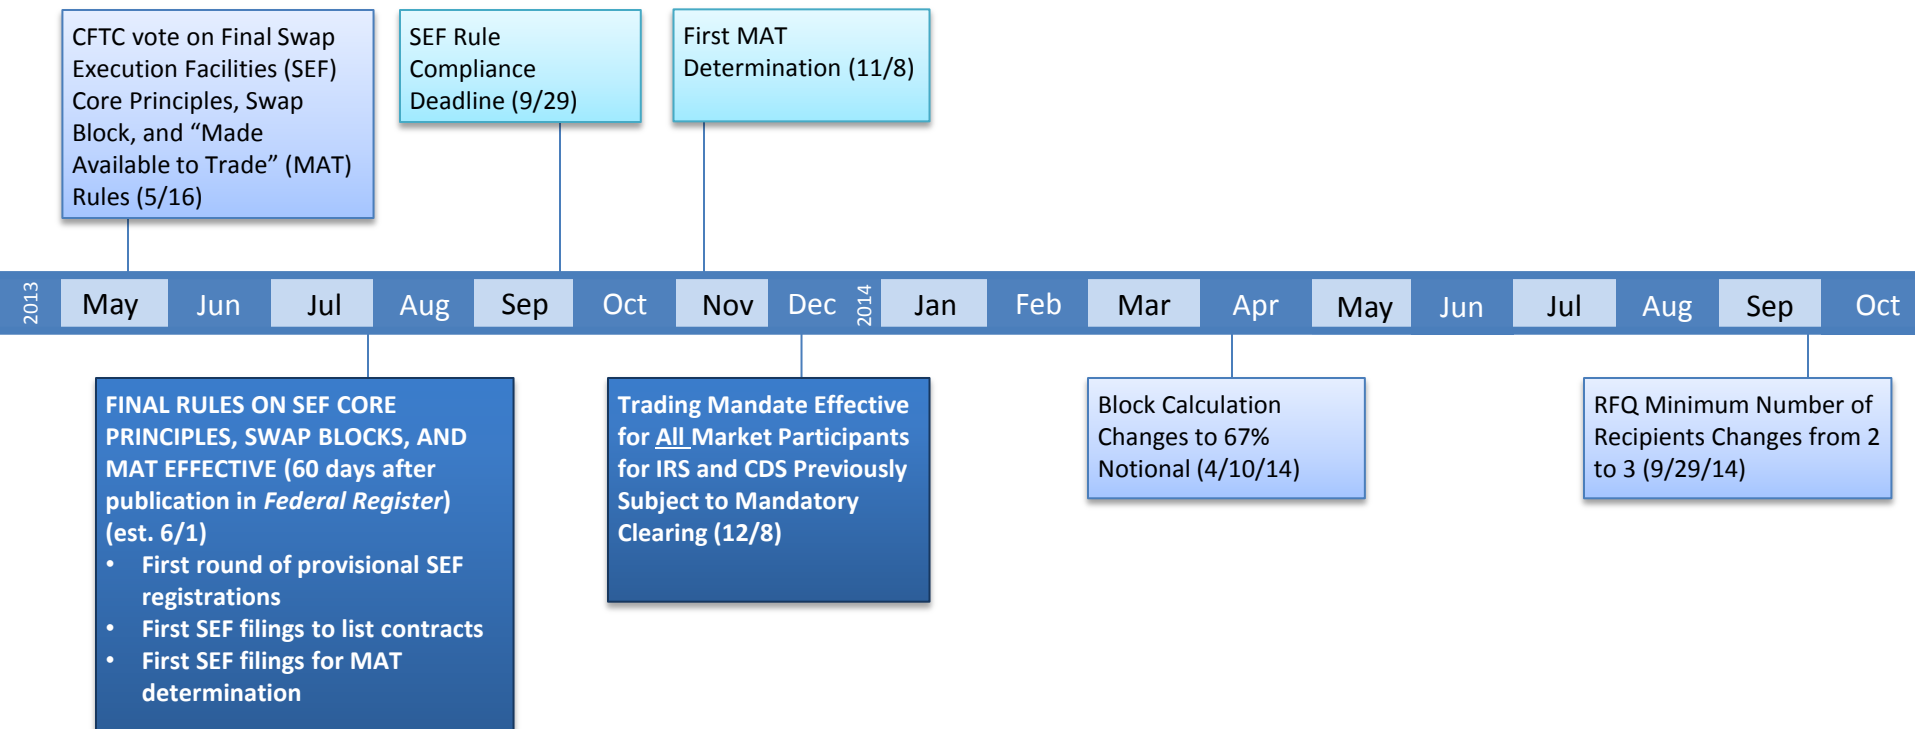 CFTC vote on Final Swap
Execution Facilities (SEF)
Core Principles, Swap
Block, and “Made
Available to Trade” (MAT)
Rules (5/16)
SEF Rule
Compliance
Deadline (9/29)
First MAT
Determination (11/8)
2013 May Jun Jul Aug Sep Oct Nov Dec 2014 Jan Feb Mar Apr May Jun Jul Aug Sep Oct
FINAL RULES ON SEF CORE
PRINCIPLES, SWAP BLOCKS, AND
MAT EFFECTIVE (60 days after
publication in Federal Register)
(est. 6/1)
• First round of provisional SEF
registrations
• First SEF filings to list contracts
• First SEF filings for MAT
determination
Trading Mandate Effective
for All Market Participants
for IRS and CDS Previously
Subject to Mandatory
Clearing (12/8)
Block Calculation
Changes to 67%
Notional (4/10/14)
RFQ Minimum Number of
Recipients Changes from 2
to 3 (9/29/14)